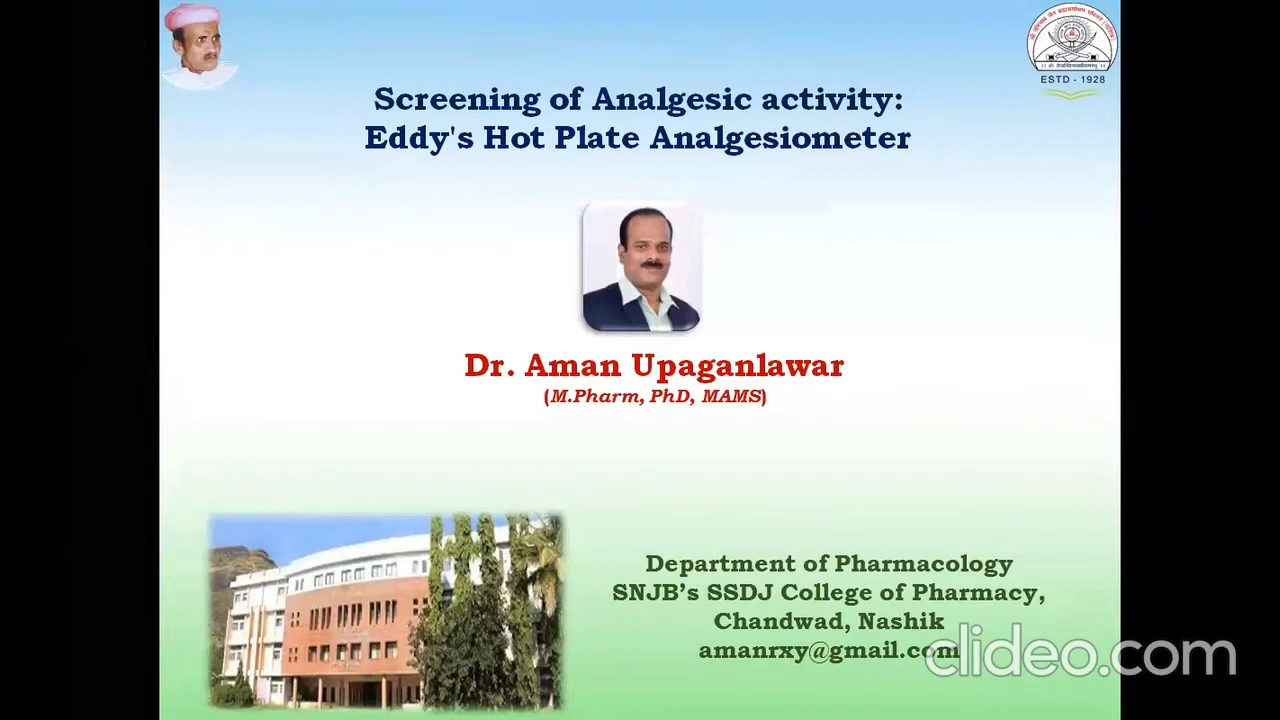 ESTD - 1928
Screening of Analgesic activity:
Eddy's Hot Plate Analgesiometer
Dr. Aman Upaganlawar
(M.Pharm, PhD, MAMS)
Department of Pharmacology
SNJB’s SSDJ College of Pharmacy,
Chandwad, Nashik
amanrxy@gmail.com
clideo.com